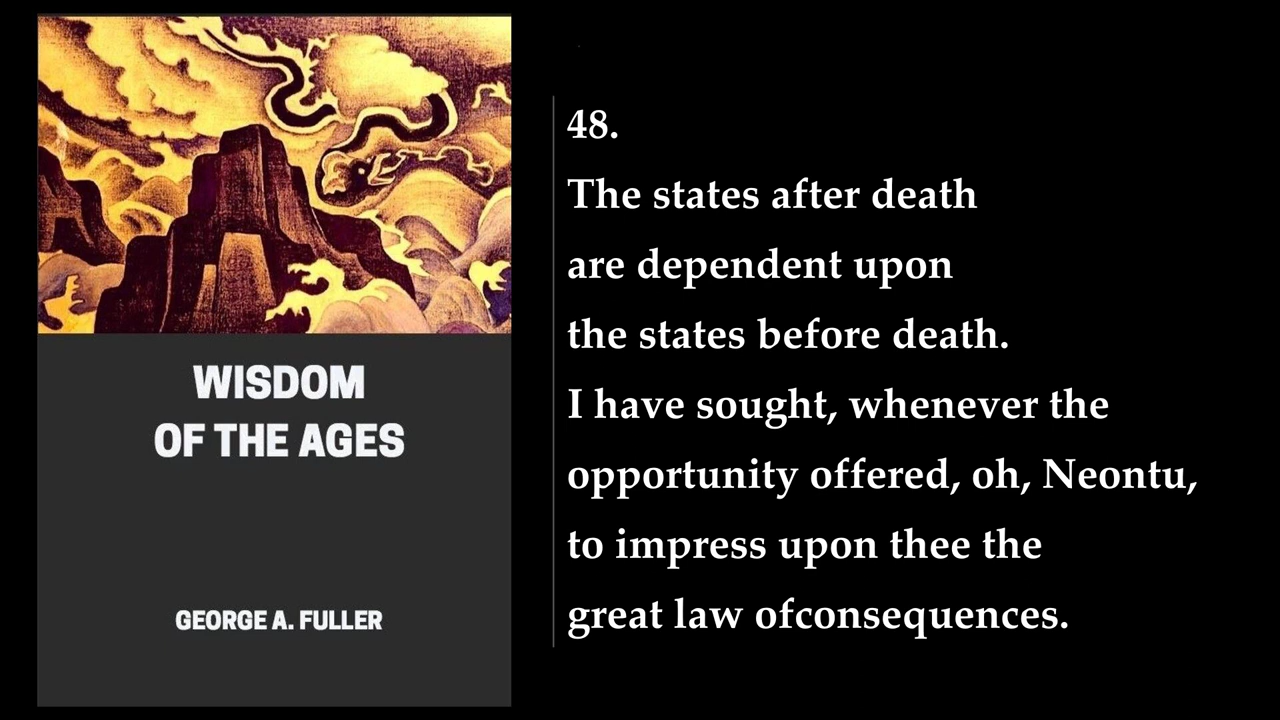 WISDOM
OF THE AGES
GEORGE A. FULLER
48.
The states after death
are dependent upon
the states before death.
I have sought, whenever the
opportunity offered, oh, Neontu,
to impress upon thee the
great law ofconsequences.